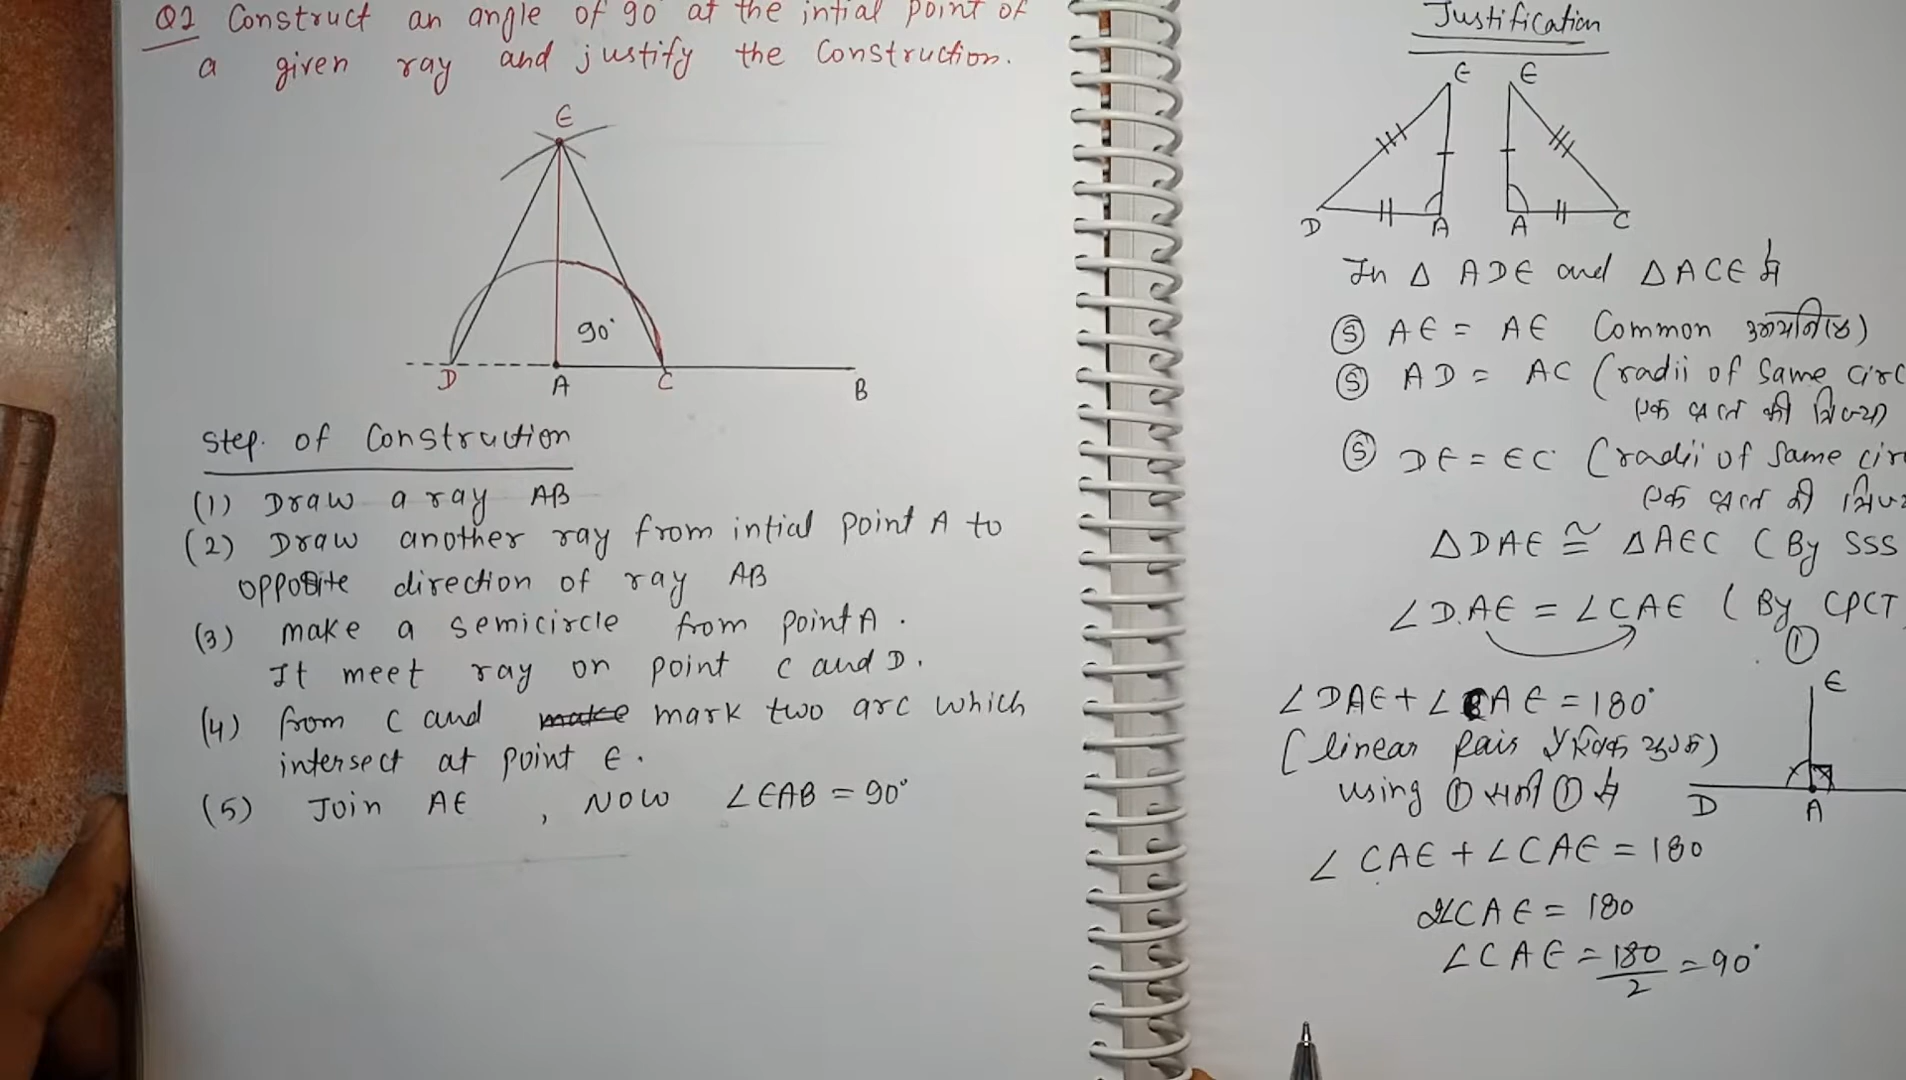 Q1 Construct an angle of 90° at the intial point of
a given ray and justify the Construction.
E
90°
D A C B
Step. of Construction
(1) Draw a ray AB
(2) Draw another ray from intial point A to
opposite direction of ray AB
(3) make a semicircle from point A.
It meet ray on point C and D.
(4) from C and make mark two arc which
intersect at point E.
(5) Join AE , NOW ∠EAB = 90°
Justification
E E
D A A C
In △ ADE and △ACE में
Ⓢ AE = AE Common
Ⓢ AD = AC (radii of Same circ
एक वृत्त की त्रिज्या)
Ⓢ DE = EC (radii of Same cir
एक वृत्त की त्रिज्य
△DAE ≅ △AEC (By SSS
∠DAE = ∠CAE (By CPCT
①
∠DAE + ∠CAE = 180°
(linear pair रैखिक युग्म)
using ① समी ① से
E
D A
∠CAE + ∠CAE = 180
2∠CAE = 180
∠CAE = 180/2 = 90°